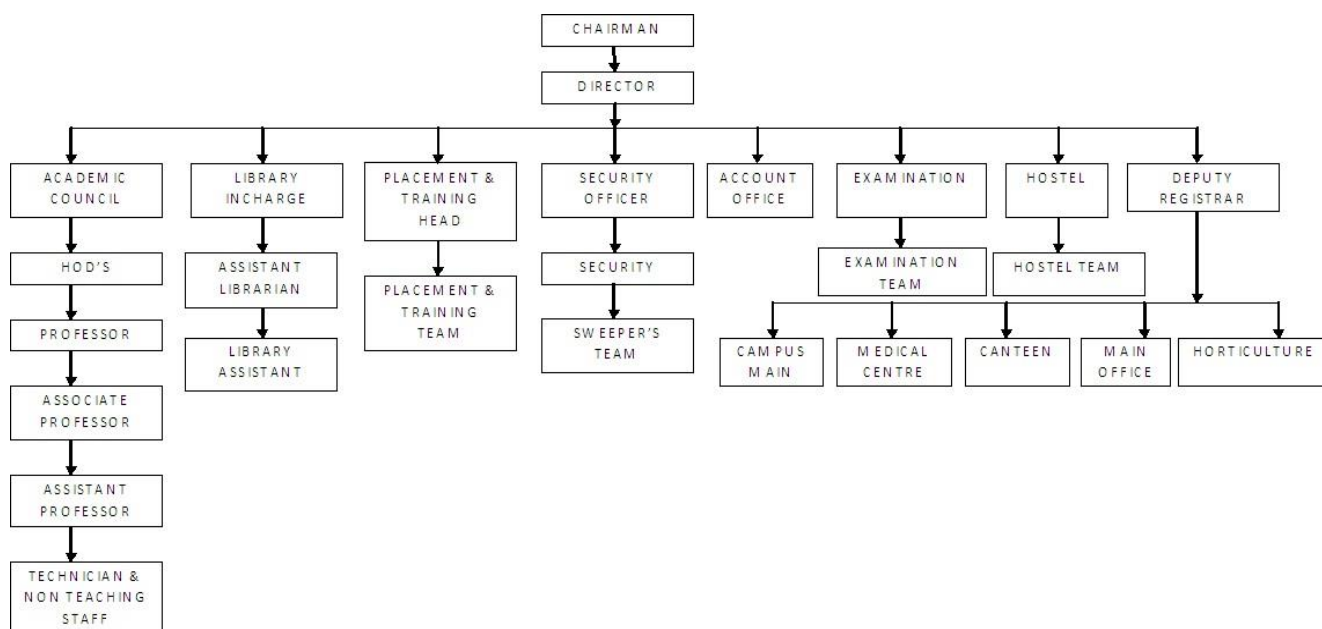 CHAIRMAN
DIRECTOR
ACADEMIC
COUNCIL
LIBRARY
INCHARGE
PLACEMENT &
TRAINING
HEAD
SECURITY
OFFICER
ACCOUNT
OFFICE
EXAMINATION
HOSTEL
DEPUTY
REGISTRAR
HOD'S
ASSISTANT
LIBRARIAN
PLACEMENT &
TRAINING
TEAM
SECURITY
EXAMINATION
TEAM
HOSTEL TEAM
PROFESSOR
LIBRARY
ASSISTANT
SWEEPER'S
TEAM
CAMPUS
MAIN
MEDICAL
CENTRE
CANTEEN
MAIN
OFFICE
HORTICULTURE
ASSOCIATE
PROFESSOR
ASSISTANT
PROFESSOR
TECHNICIAN &
NON TEACHING
STAFF